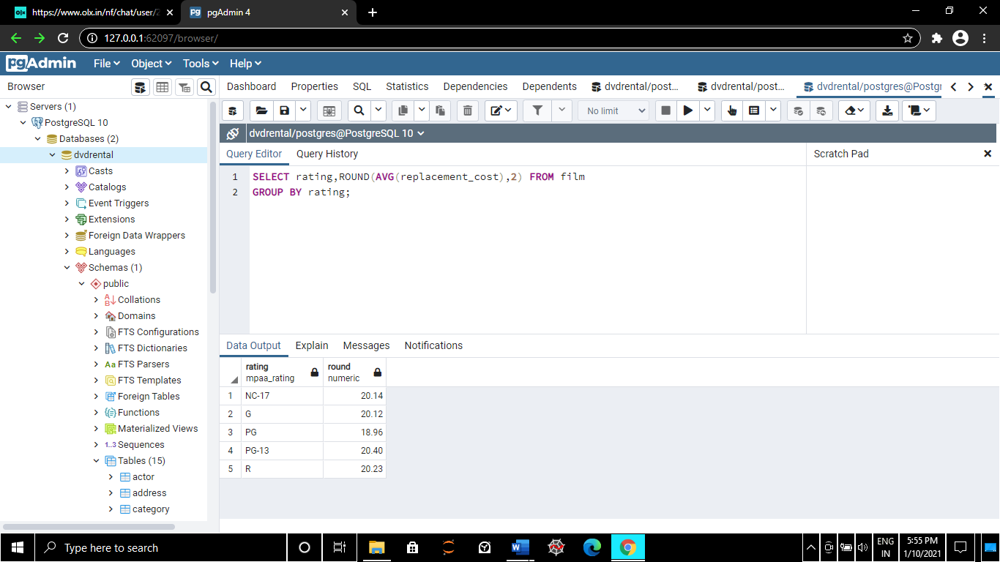 https://www.olx.in/nf/chat/user/2
pgAdmin 4
127.0.0.1:62097/browser/
pgAdmin
File Object Tools Help
Browser
Dashboard Properties SQL Statistics Dependencies Dependents dvdrental/post... dvdrental/post... dvdrental/postgres@Postgr
Servers (1)
PostgreSQL 10
Databases (2)
dvdrental
Casts
Catalogs
Event Triggers
Extensions
Foreign Data Wrappers
Languages
Schemas (1)
public
Collations
Domains
FTS Configurations
FTS Dictionaries
Aa FTS Parsers
FTS Templates
Foreign Tables
Functions
Materialized Views
1..3 Sequences
Tables (15)
actor
address
category
No limit
dvdrental/postgres@PostgreSQL 10
Query Editor Query History
Scratch Pad
1 SELECT rating,ROUND(AVG(replacement_cost),2) FROM film
2 GROUP BY rating;
Data Output Explain Messages Notifications
rating round
mpaa_rating numeric
1 NC-17 20.14
2 G 20.12
3 PG 18.96
4 PG-13 20.40
5 R 20.23
Type here to search
ENG
IN
5:55 PM
1/10/2021